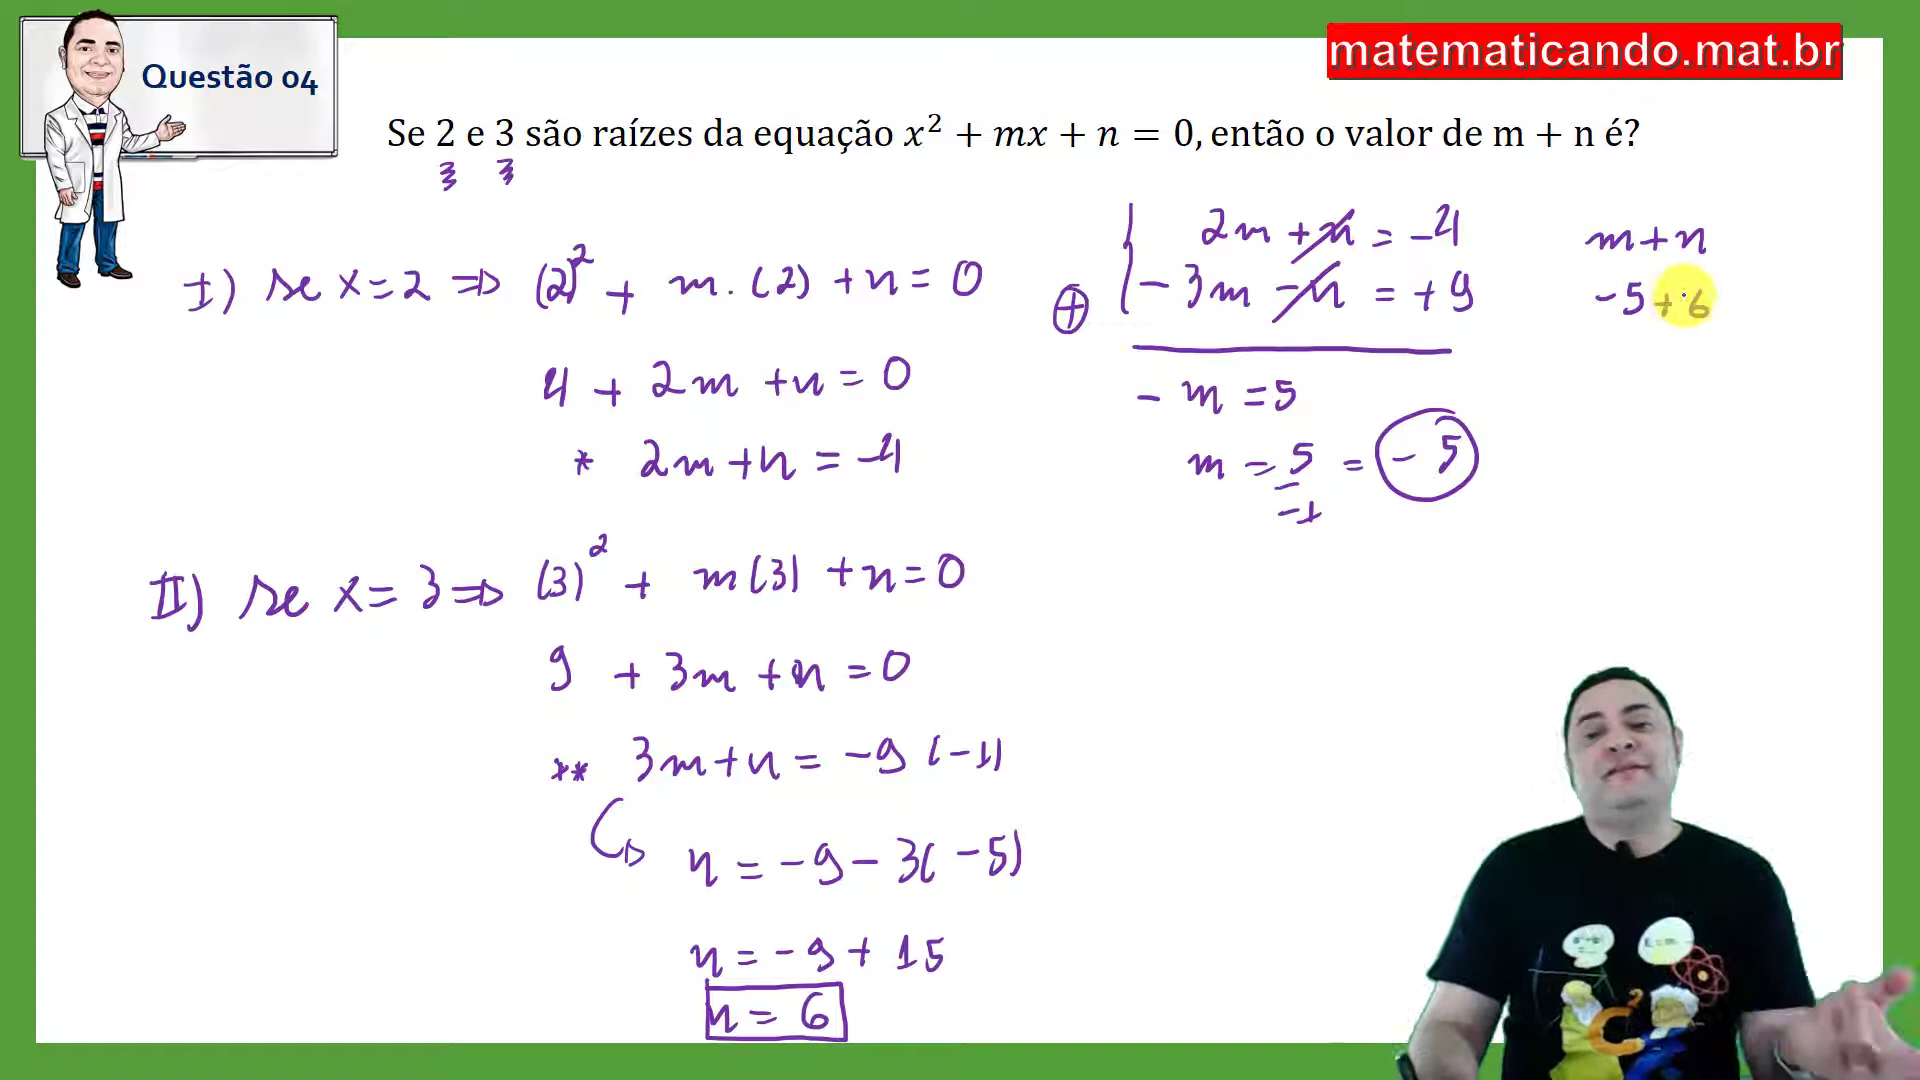 Questão 04
matematicando.mat.br
Se 2 e 3 são raízes da equação x² + mx + n = 0, então o valor de m + n é?
I) se x=2 ⇒ (2)² + m.(2) + n = 0
4 + 2m + n = 0
* 2m + n = -4
II) se x = 3 ⇒ (3)² + m(3) + n = 0
9 + 3m + n = 0
** 3m + n = -9 (-1)
n = -9 - 3(-5)
n = -9 + 15
n = 6
2m + n = -4
⊕ -3m - n = +9
-m = 5
m = 5/-1 = -5
m+n
-5+6